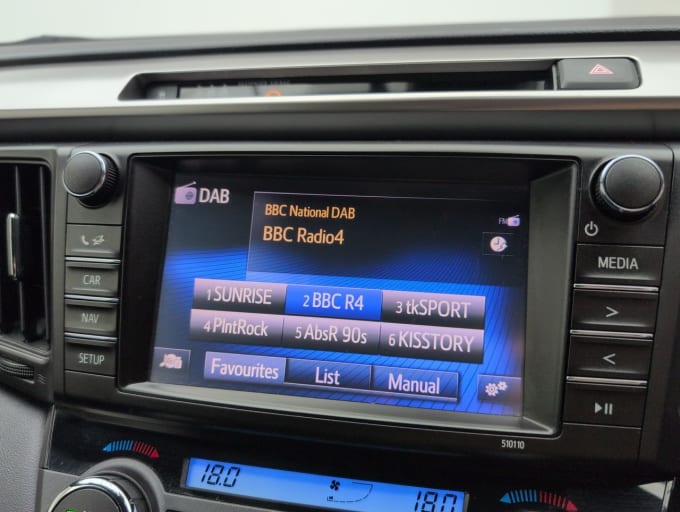 DAB
BBC National DAB
BBC Radio4
FM
CAR
NAV
SETUP
MEDIA
1 SUNRISE 2 BBC R4 3 tkSPORT
4 PlntRock 5 AbsR 90s 6 KISSTORY
Favourites List Manual
510110
18.0 18.0